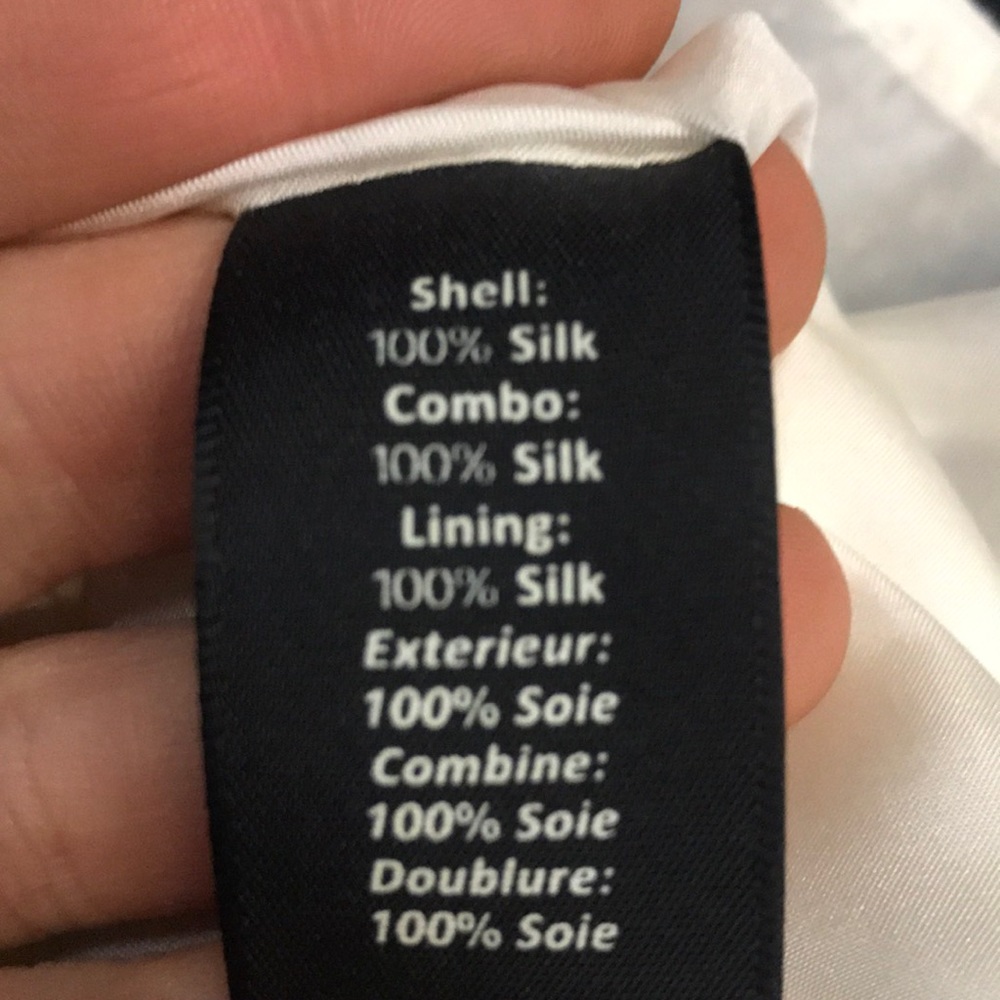 Shell:
100% Silk
Combo:
100% Silk
Lining:
100% Silk
Exterieur:
100% Soie
Combine:
100% Soie
Doublure:
100% Soie